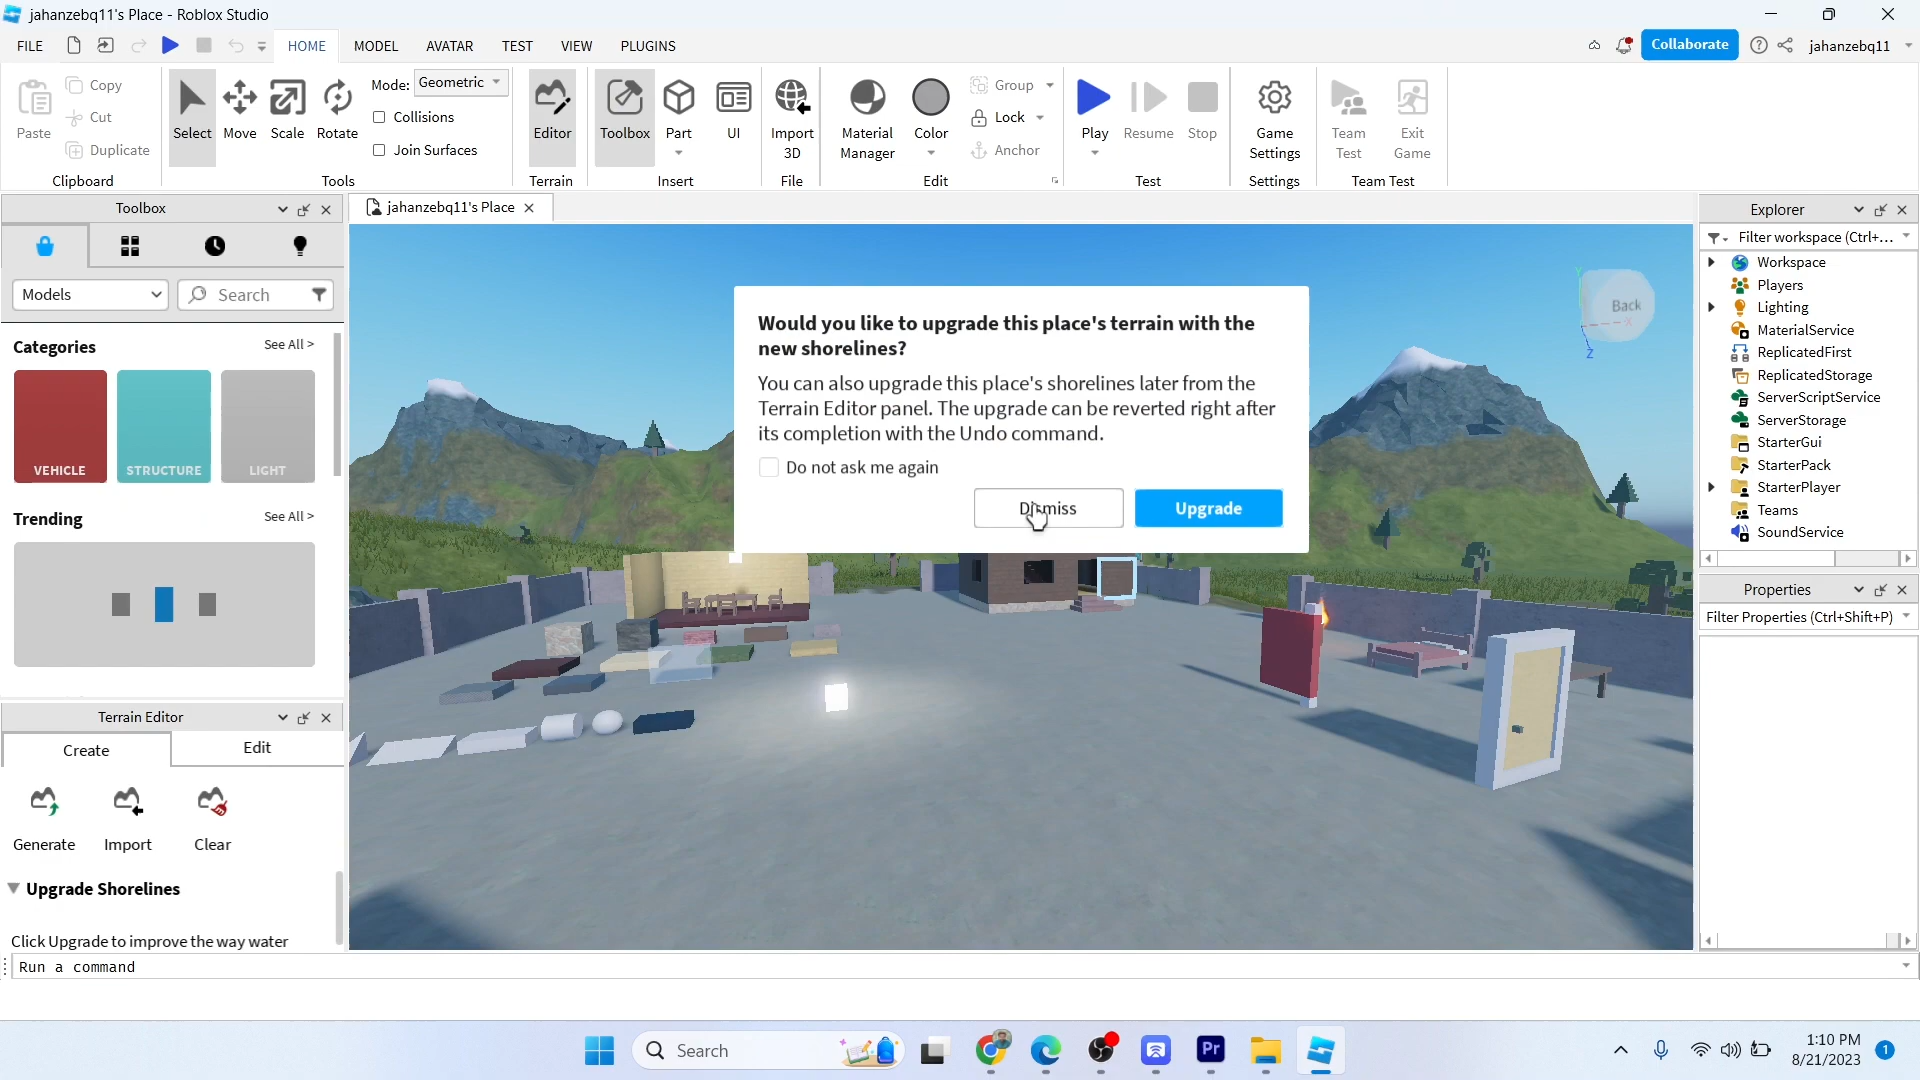 jahanzebq11's Place - Roblox Studio
FILE
HOME
MODEL
AVATAR
TEST
VIEW
PLUGINS
Collaborate
jahanzebq11
Paste
Copy
Cut
Duplicate
Clipboard
Select
Move
Scale
Rotate
Mode: Geometric
Collisions
Join Surfaces
Tools
Editor
Terrain
Toolbox
Part
UI
Insert
Import
3D
File
Material
Manager
Color
Group
Lock
Anchor
Edit
Play
Resume
Stop
Test
Game
Settings
Settings
Team
Test
Exit
Game
Team Test
Toolbox
Models
Search
Categories
See All >
VEHICLE
STRUCTURE
LIGHT
Trending
See All >
Terrain Editor
Create
Edit
Generate
Import
Clear
Upgrade Shorelines
Click Upgrade to improve the way water
Run a command
jahanzebq11's Place
Back
Y
X
Z
Would you like to upgrade this place's terrain with the
new shorelines?
You can also upgrade this place's shorelines later from the
Terrain Editor panel. The upgrade can be reverted right after
its completion with the Undo command.
Do not ask me again
Dismiss
Upgrade
Explorer
Filter workspace (Ctrl+...
Workspace
Players
Lighting
MaterialService
ReplicatedFirst
ReplicatedStorage
ServerScriptService
ServerStorage
StarterGui
StarterPack
StarterPlayer
Teams
SoundService
Properties
Filter Properties (Ctrl+Shift+P)
Search
Pr
1:10 PM
8/21/2023
1